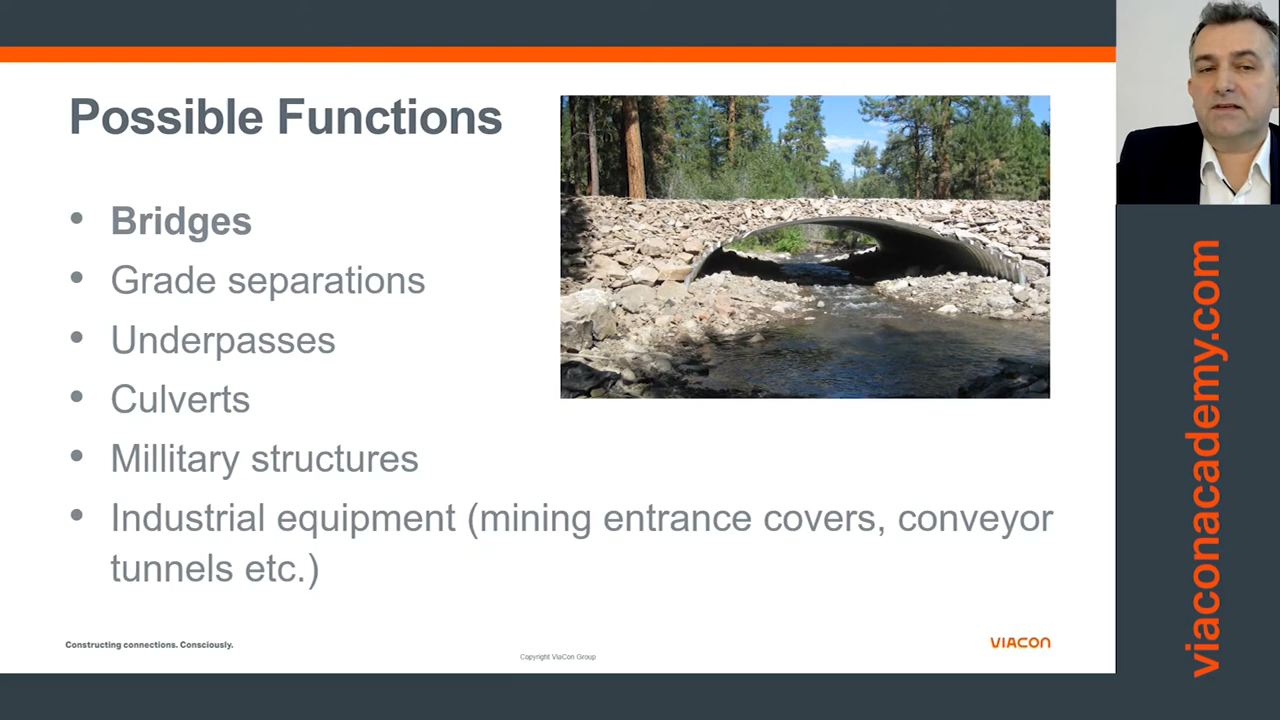 Possible Functions
• Bridges
• Grade separations
• Underpasses
• Culverts
• Millitary structures
• Industrial equipment (mining entrance covers, conveyor
tunnels etc.)
Constructing connections. Consciously.
Copyright ViaCon Group
VIACON
viaconacademy.com